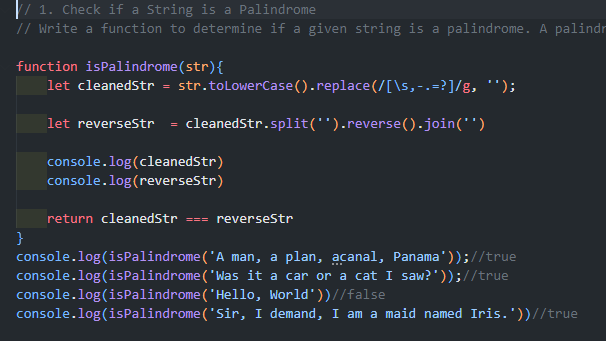 // 1. Check if a String is a Palindrome
// Write a function to determine if a given string is a palindrome. A
function isPalindrome(str){
let cleanedStr = str.toLowerCase().replace(/[\s,-.=?]/g, '');
let reverseStr  = cleanedStr.split('').reverse().join('')
console.log(cleanedStr)
console.log(reverseStr)
return cleanedStr === reverseStr
}
console.log(isPalindrome('A man, a plan, acanal, Panama'));//true
console.log(isPalindrome('Was it a car or a cat I saw?'));//true
console.log(isPalindrome('Hello, World'))//false
console.log(isPalindrome('Sir, I demand, I am a maid named Iris.'))//true